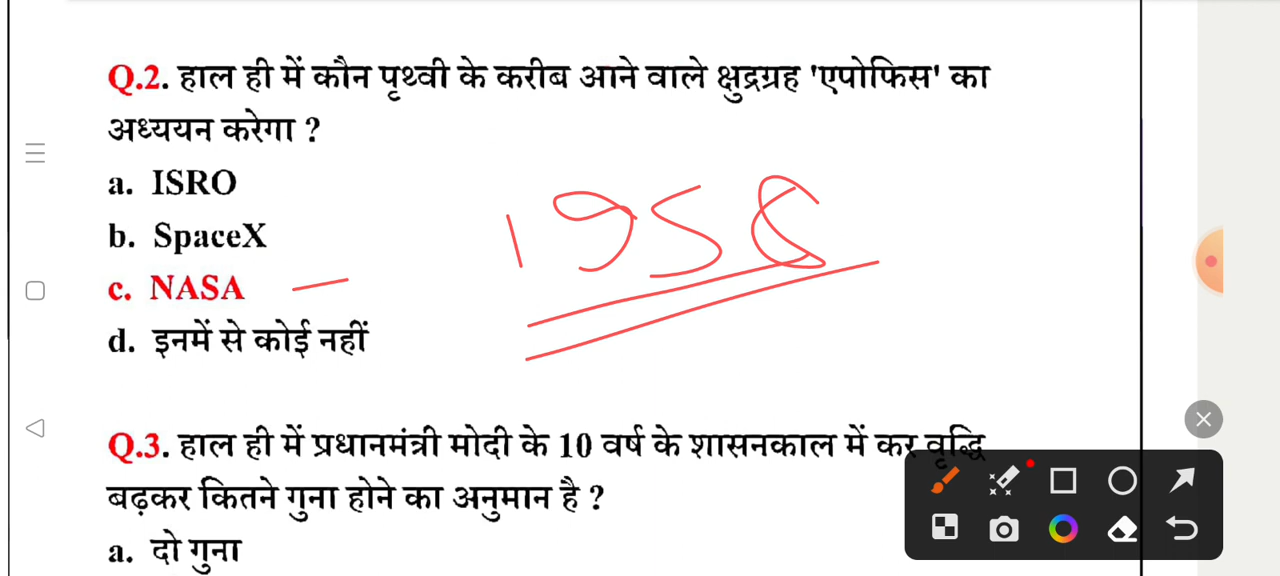 Q.2. हाल ही में कौन पृथ्वी के करीब आने वाले क्षुद्रग्रह 'एपोफिस' का
अध्ययन करेगा ?
a. ISRO
b. SpaceX
c. NASA
d. इनमें से कोई नहीं
1958
Q.3. हाल ही में प्रधानमंत्री मोदी के 10 वर्ष के शासनकाल में कर वृद्धि
बढ़कर कितने गुना होने का अनुमान है ?
a. दो गुना